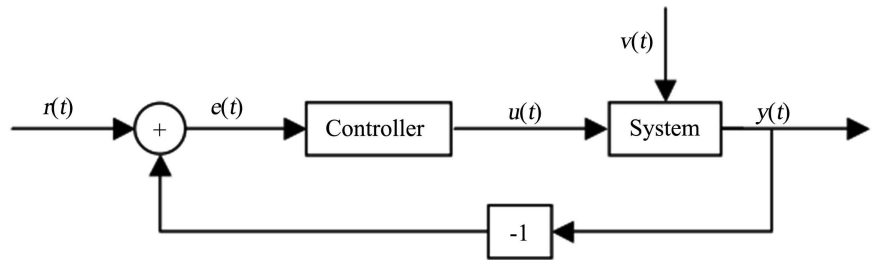 v(t)
r(t)
e(t)
u(t)
y(t)
+
Controller
System
-1